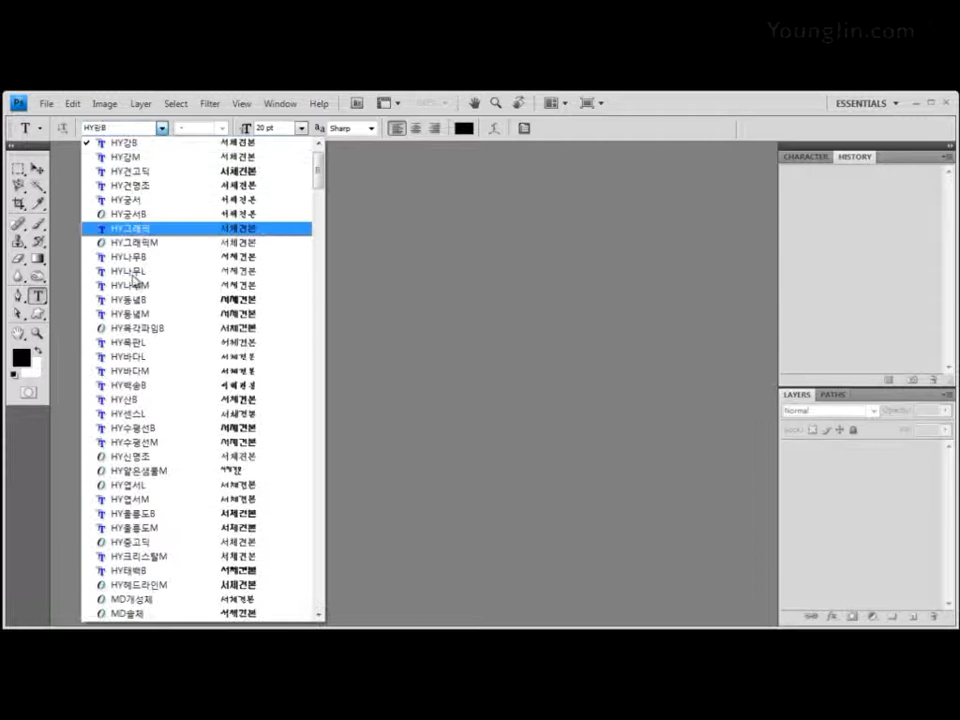 Younglin.com
Ps File Edit Image Layer Select Filter View Window Help ESSENTIALS
T HY강B - 20 pt aa Sharp
CHARACTER HISTORY
HY강B 서체견본
HY강M 서체견본
HY견고딕 서체견본
HY견명조 서체견본
HY궁서 서체견본
HY궁서B 서체견본
HY그래픽 서체견본
HY그래픽M 서체견본
HY나무B 서체견본
HY나무L 서체견본
HY나무M 서체견본
HY동녘B 서체견본
HY동녘M 서체견본
HY목각파임B 서체견본
HY목판L 서체견본
HY바다L 서체견본
HY바다M 서체견본
HY백송B 서체견본
LAYERS PATHS
HY산B 서체견본
Normal Opacity:
HY센스L 서체견본
HY수평선B 서체견본
Lock: Fill:
HY수평선M 서체견본
HY신명조 서체견본
HY얕은샘물M 서체견본
HY엽서L 서체견본
HY엽서M 서체견본
HY울릉도B 서체견본
HY울릉도M 서체견본
HY중고딕 서체견본
HY크리스탈M 서체견본
HY태백B 서체견본
HY헤드라인M 서체견본
MD개성체 서체견본
MD솔체 서체견본